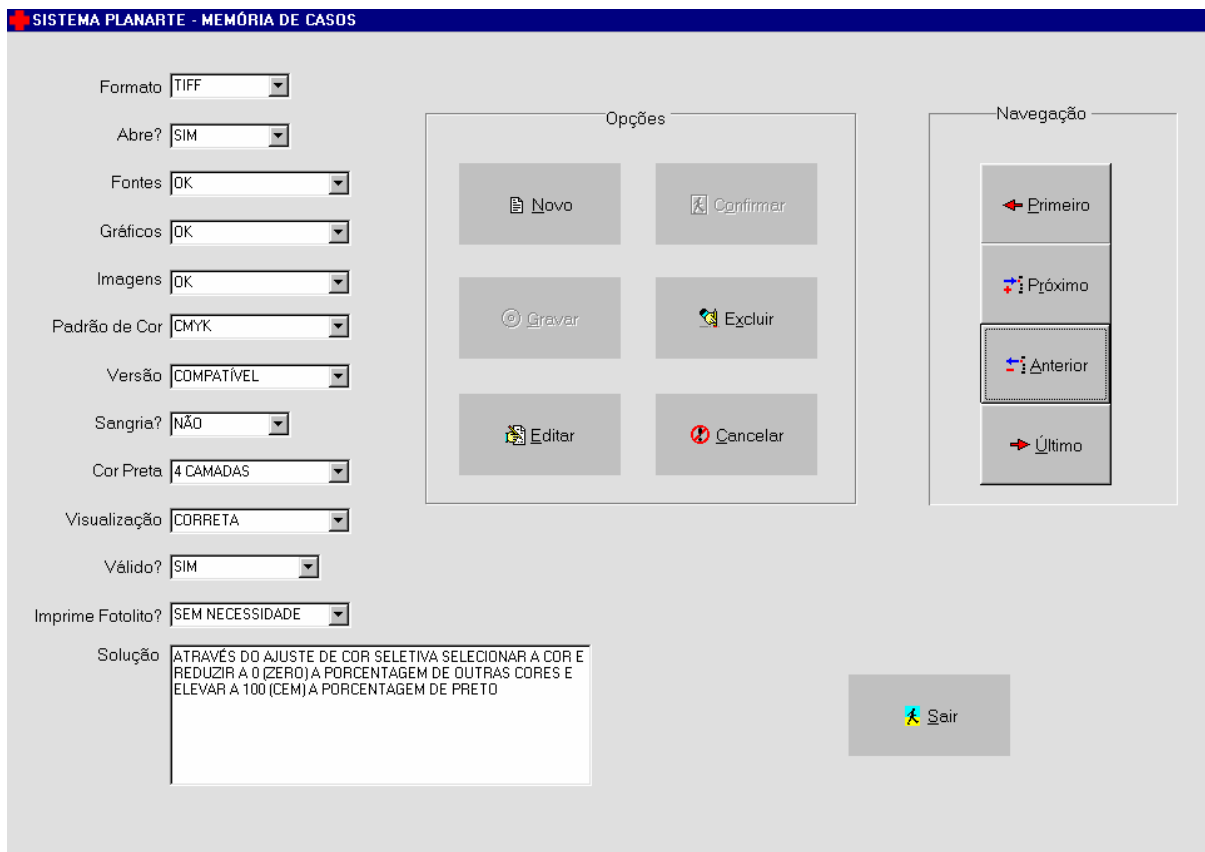 SISTEMA PLANARTE - MEMÓRIA DE CASOS
Formato TIFF
Abre? SIM
Fontes OK
Gráficos OK
Imagens OK
Padrão de Cor CMYK
Versão COMPATÍVEL
Sangria? NÃO
Cor Preta 4 CAMADAS
Visualização CORRETA
Válido? SIM
Imprime Fotolito? SEM NECESSIDADE
Solução ATRAVÉS DO AJUSTE DE COR SELETIVA SELECIONAR A COR E
REDUZIR A 0 (ZERO) A PORCENTAGEM DE OUTRAS CORES E
ELEVAR A 100 (CEM) A PORCENTAGEM DE PRETO
Opções
Novo
Confirmar
Gravar
Excluir
Editar
Cancelar
Navegação
Primeiro
Próximo
Anterior
Último
Sair